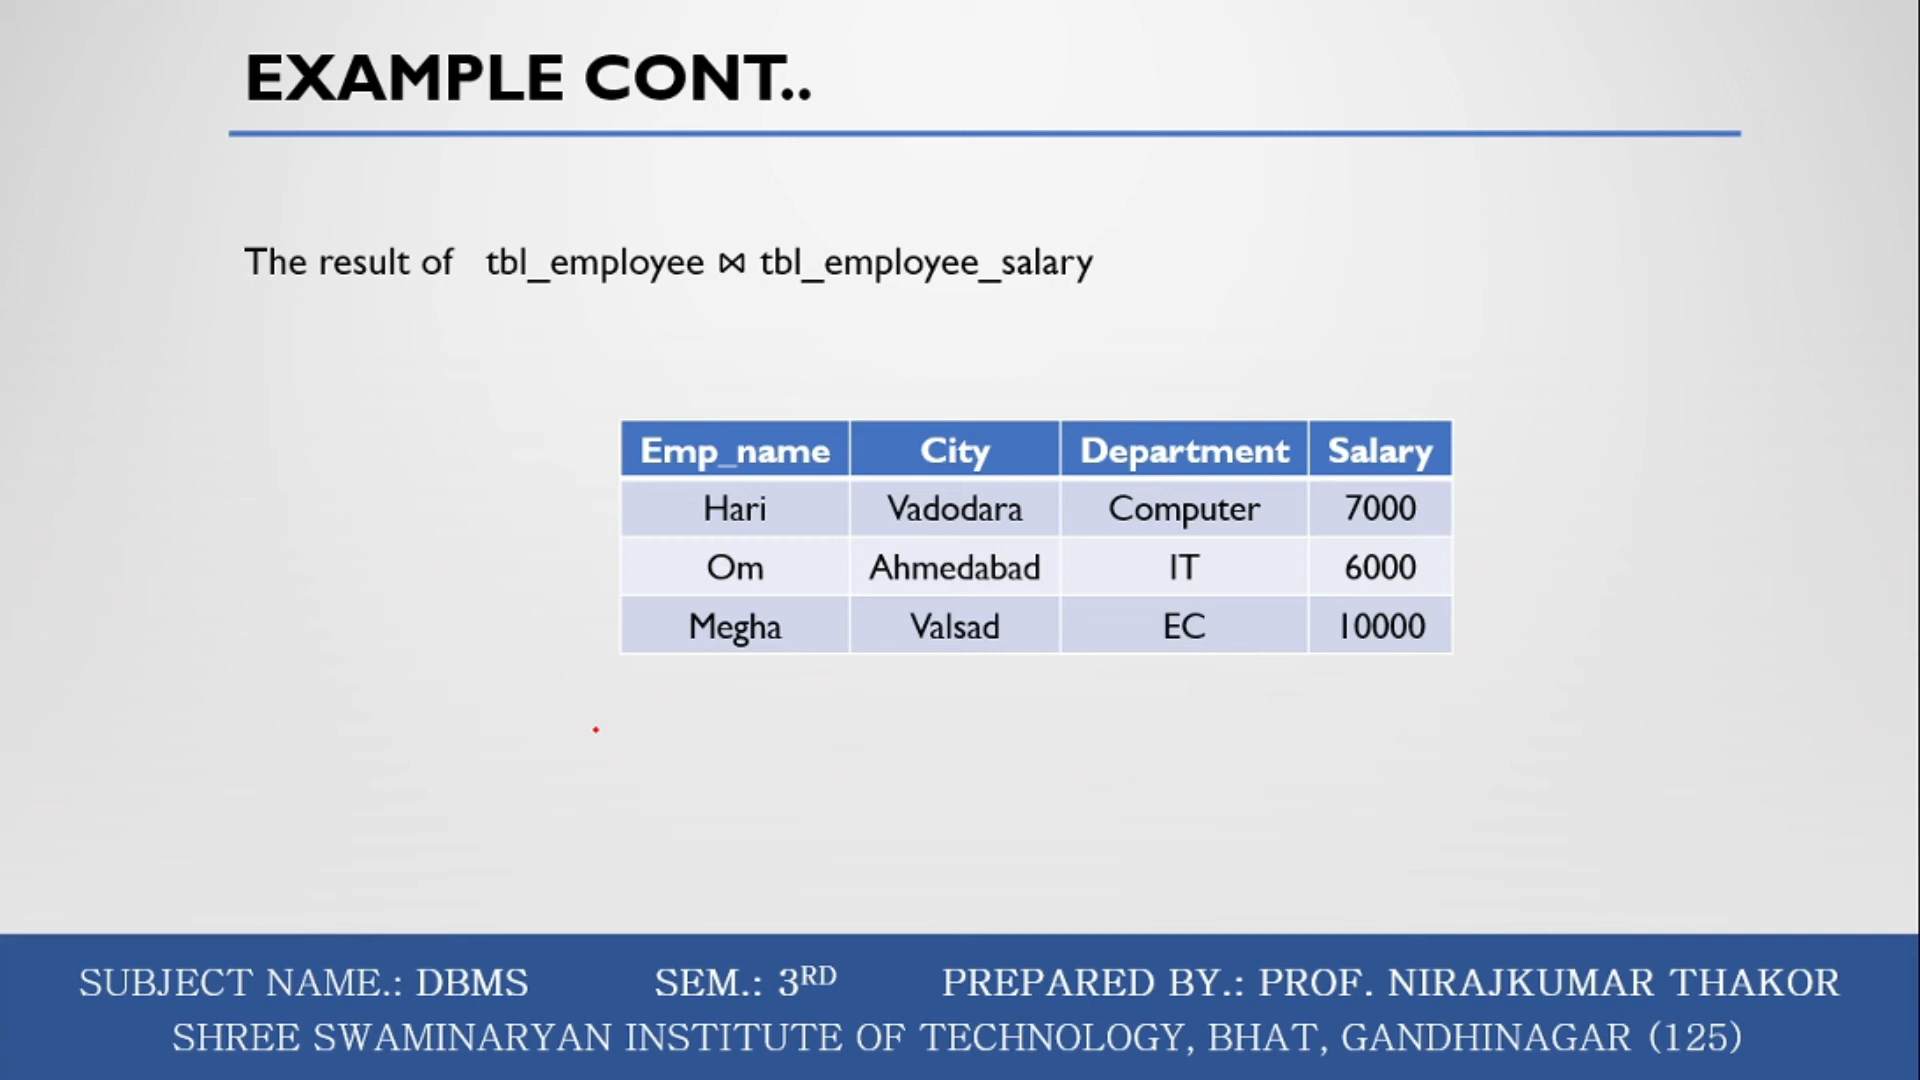 EXAMPLE CONT..
The result of tbl_employee ⋈ tbl_employee_salary
Emp_name City Department Salary
Hari Vadodara Computer 7000
Om Ahmedabad IT 6000
Megha Valsad EC 10000
SUBJECT NAME.: DBMS SEM.: 3RD PREPARED BY.: PROF. NIRAJKUMAR THAKOR
SHREE SWAMINARYAN INSTITUTE OF TECHNOLOGY, BHAT, GANDHINAGAR (125)